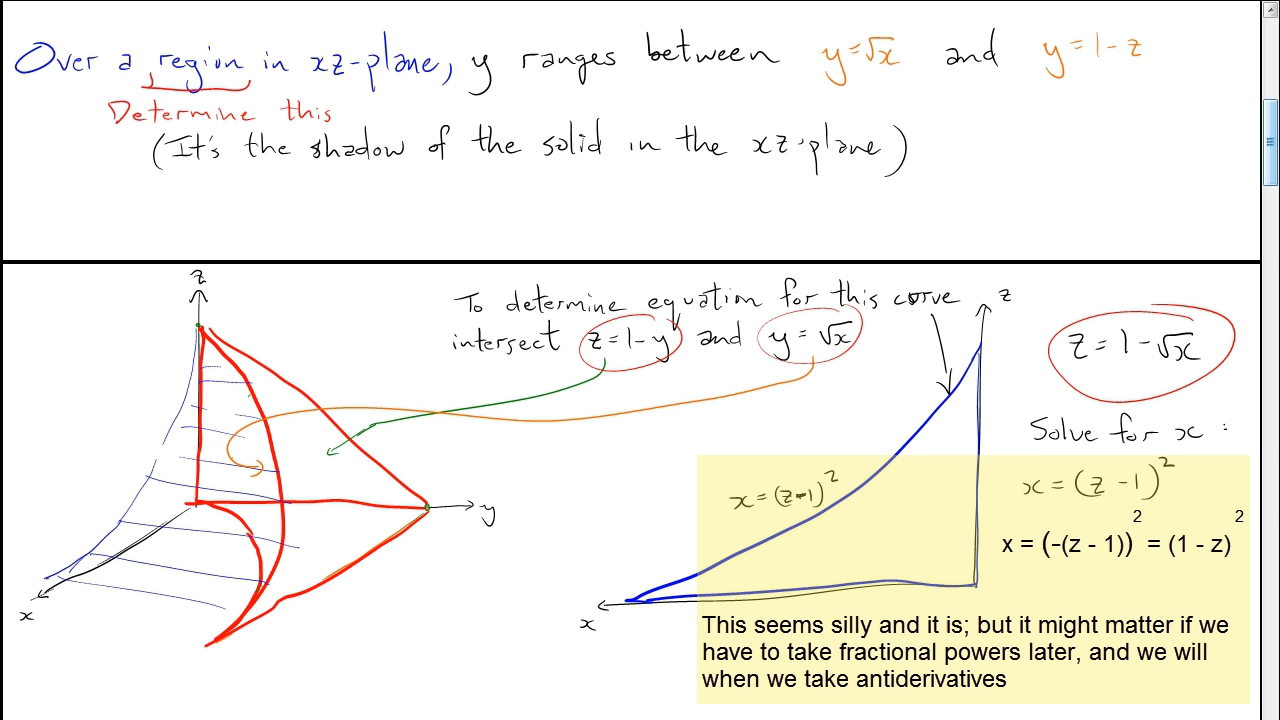 Over a region in xz-plane, y ranges between y=√x and y=1-z
Determine this
(It's the shadow of the solid in the xz-plane)
z
y
x
To determine equation for this curve
intersect z=1-y and y=√x
z
x
x=(z-1)²
z=1-√x
Solve for x:
x=(z-1)²
x = (-(z - 1))² = (1 - z)²
This seems silly and it is; but it might matter if we
have to take fractional powers later, and we will
when we take antiderivatives